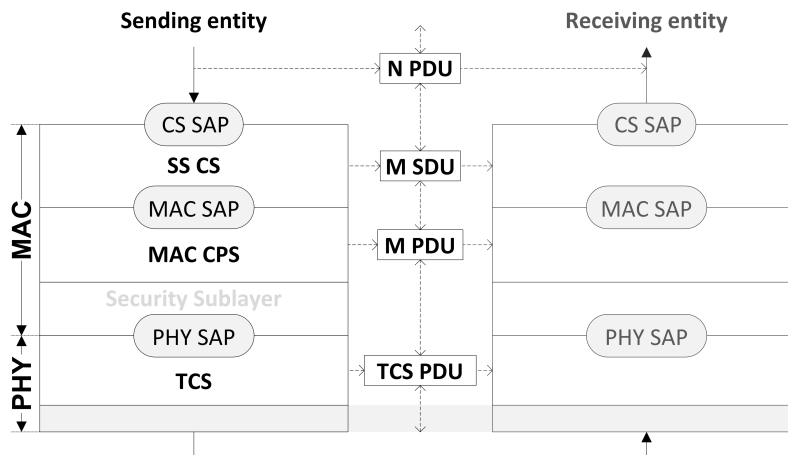 Sending entity
Receiving entity
N PDU
CS SAP
CS SAP
SS CS
M SDU
MAC SAP
MAC SAP
MAC
MAC CPS
M PDU
Security Sublayer
PHY SAP
PHY SAP
PHY
TCS
TCS PDU